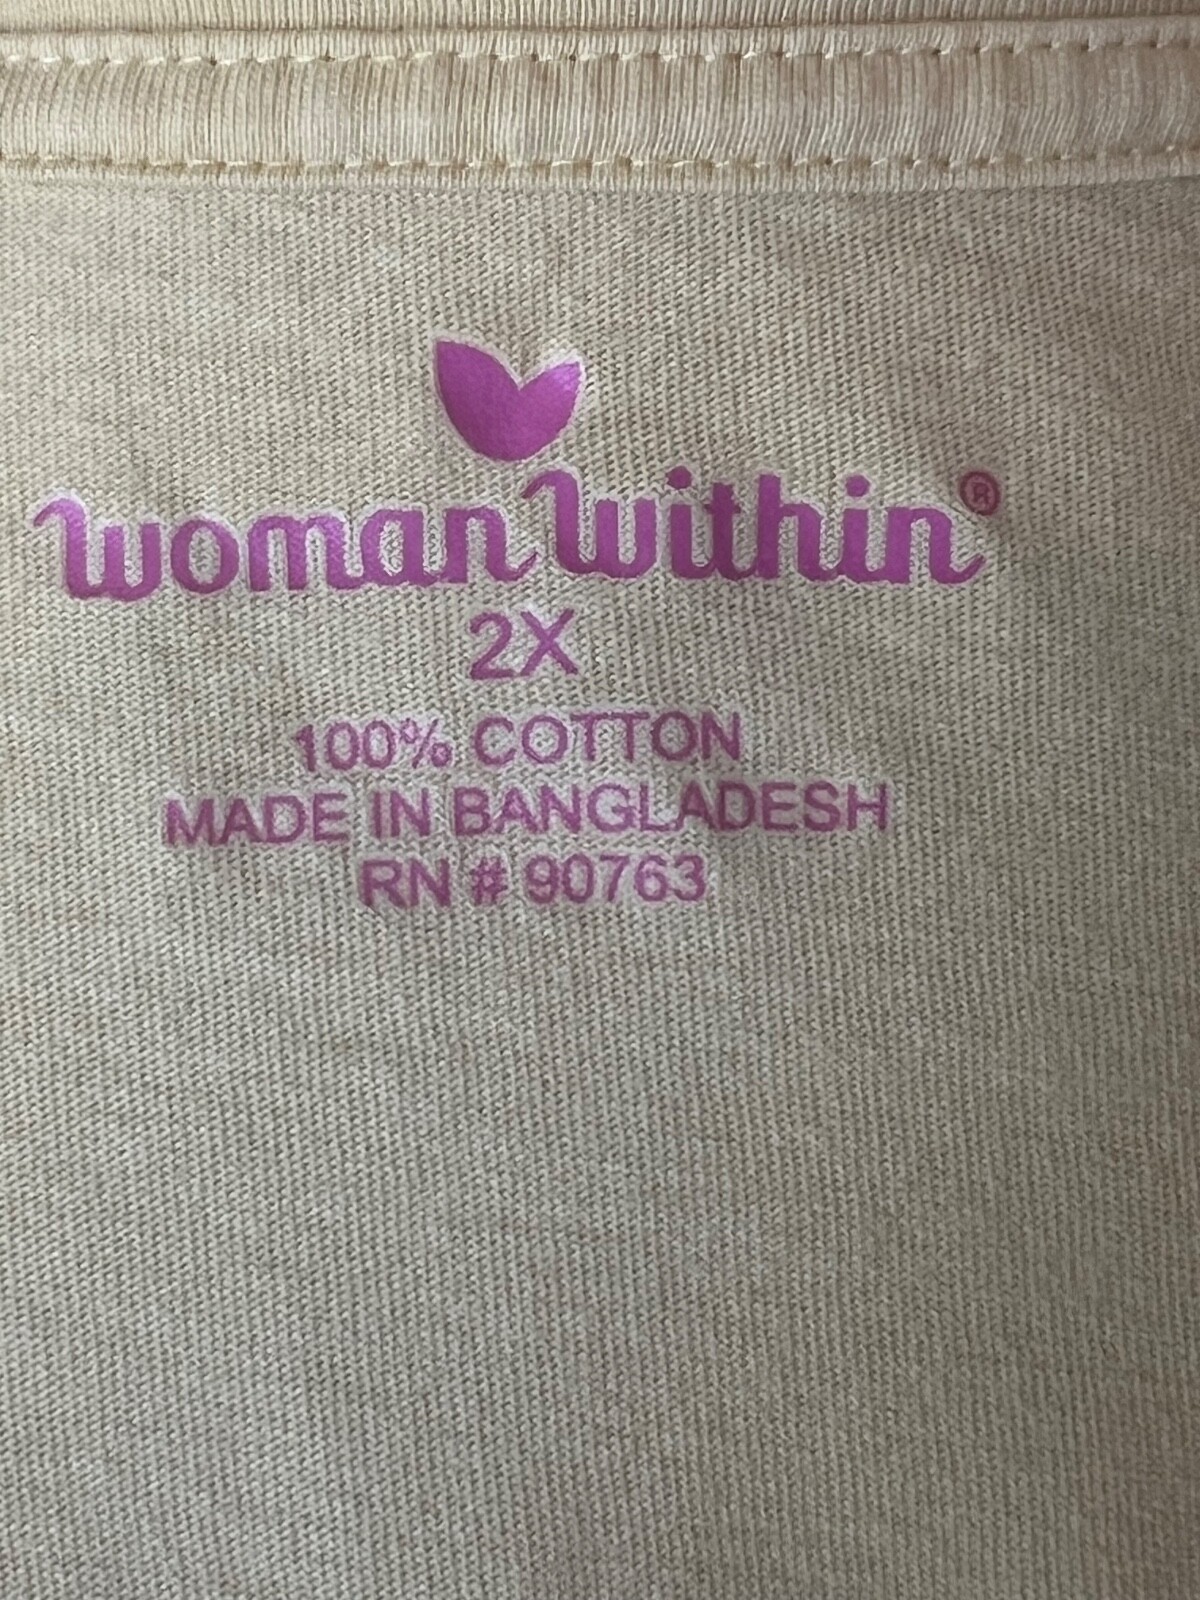 woman within®
2X
100% COTTON
MADE IN BANGLADESH
RN # 90763